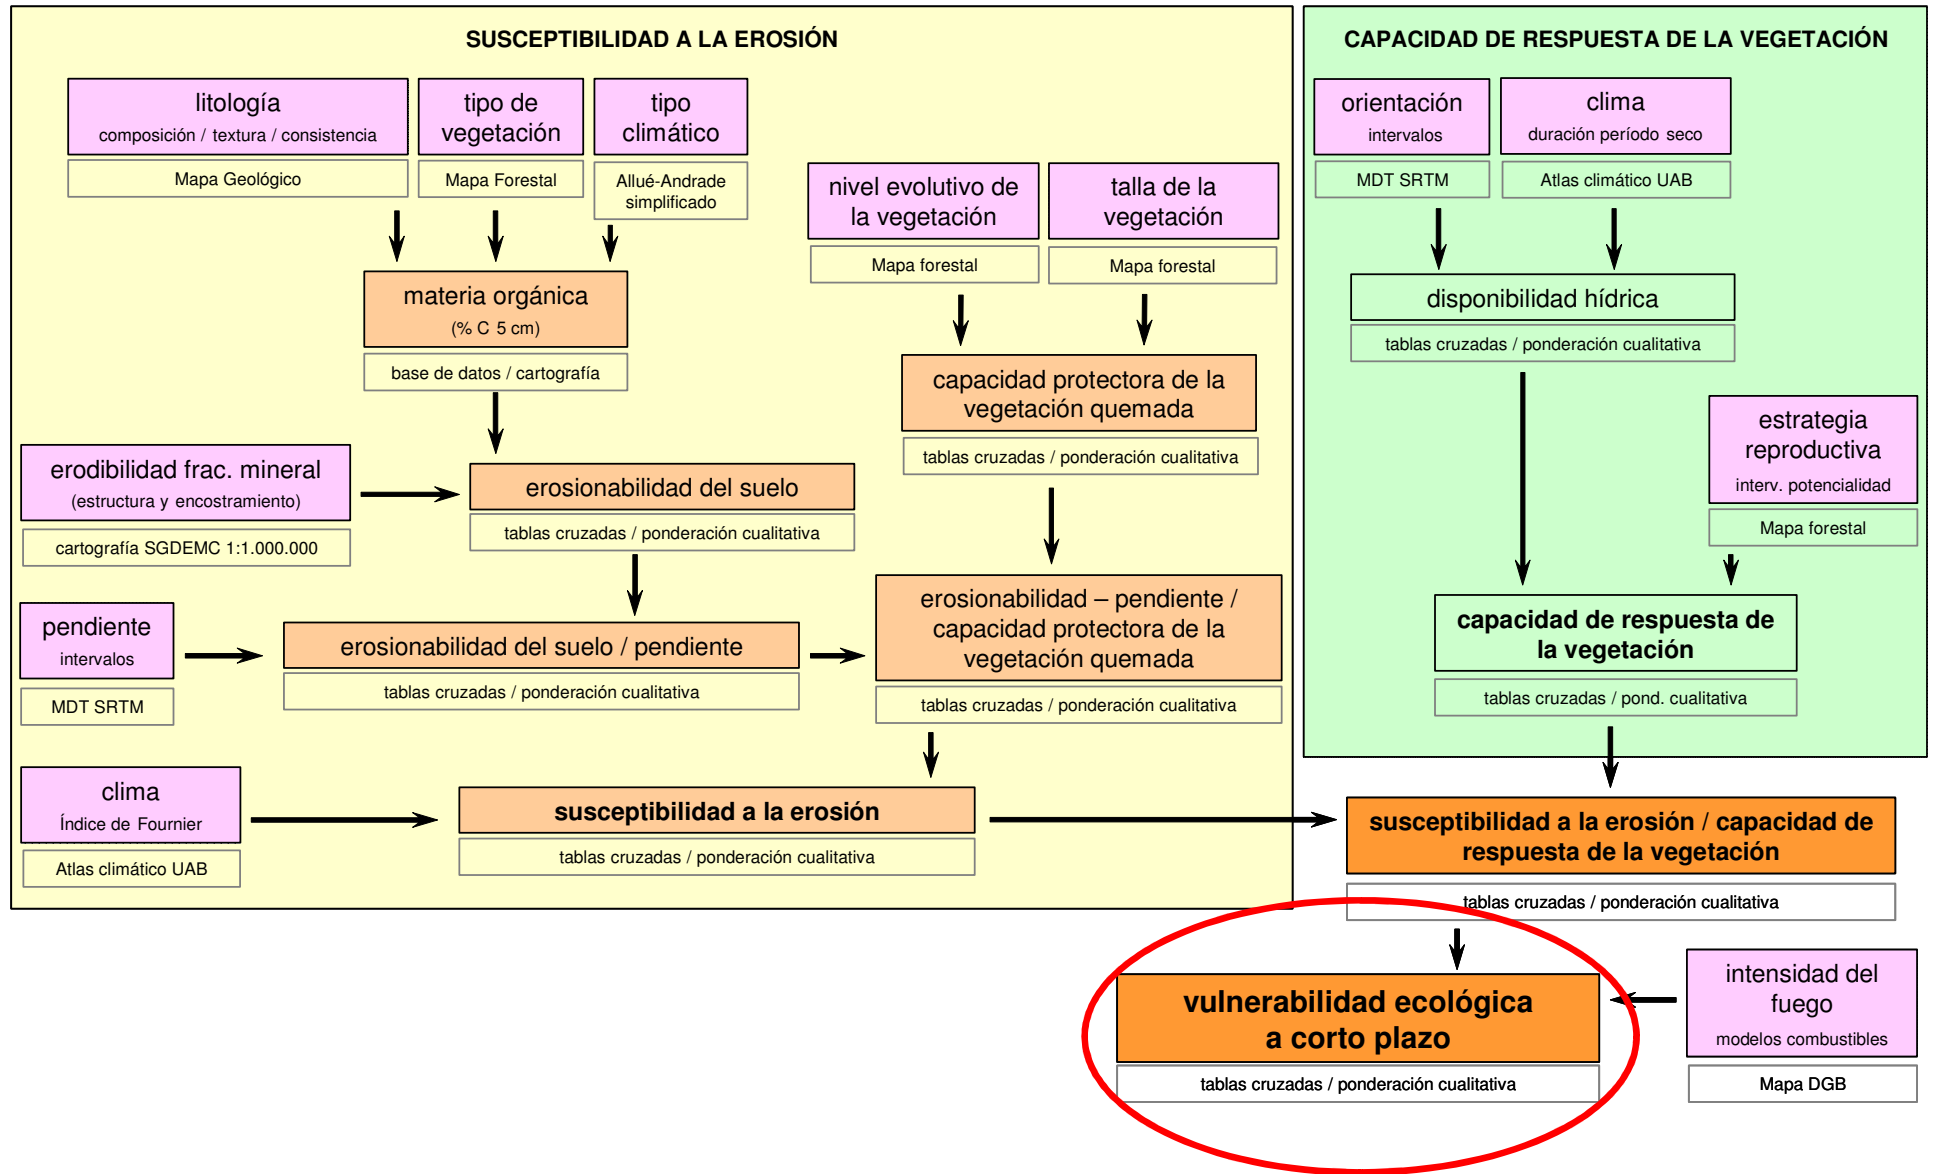 SUSCEPTIBILIDAD A LA EROSIÓN
litología
composición / textura / consistencia
Mapa Geológico
tipo de
vegetación
Mapa Forestal
tipo
climático
Allué-Andrade
simplificado
nivel evolutivo de
la vegetación
Mapa forestal
talla de la
vegetación
Mapa forestal
materia orgánica
(% C 5 cm)
base de datos / cartografía
capacidad protectora de la
vegetación quemada
tablas cruzadas / ponderación cualitativa
erodibilidad frac. mineral
(estructura y encostramiento)
cartografía SGDEMC 1:1.000.000
erosionabilidad del suelo
tablas cruzadas / ponderación cualitativa
pendiente
intervalos
MDT SRTM
erosionabilidad del suelo / pendiente
tablas cruzadas / ponderación cualitativa
erosionabilidad – pendiente /
capacidad protectora de la
vegetación quemada
tablas cruzadas / ponderación cualitativa
clima
Índice de Fournier
Atlas climático UAB
susceptibilidad a la erosión
tablas cruzadas / ponderación cualitativa
CAPACIDAD DE RESPUESTA DE LA VEGETACIÓN
orientación
intervalos
MDT SRTM
clima
duración período seco
Atlas climático UAB
disponibilidad hídrica
tablas cruzadas / ponderación cualitativa
estrategia
reproductiva
interv. potencialidad
Mapa forestal
capacidad de respuesta de
la vegetación
tablas cruzadas / pond. cualitativa
susceptibilidad a la erosión / capacidad de
respuesta de la vegetación
tablas cruzadas / ponderación cualitativa
vulnerabilidad ecológica
a corto plazo
tablas cruzadas / ponderación cualitativa
intensidad del
fuego
modelos combustibles
Mapa DGB